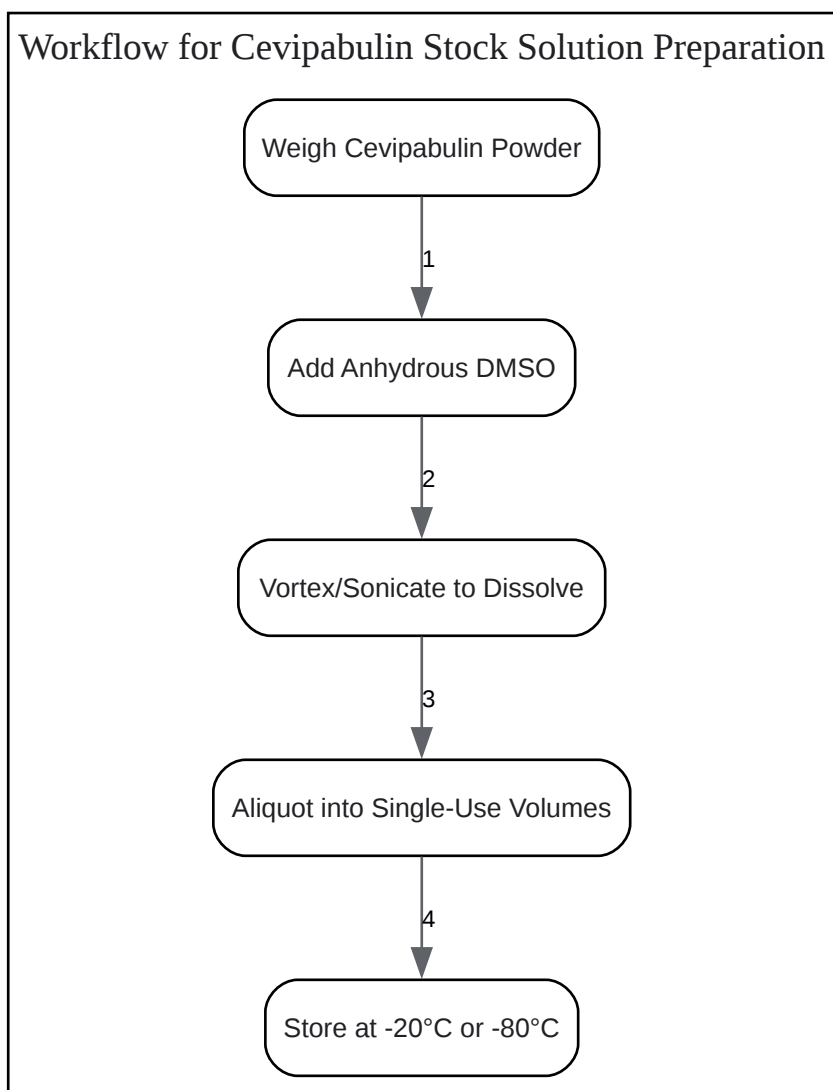 Workflow for Cevipabulin Stock Solution Preparation
Weigh Cevipabulin Powder
1
Add Anhydrous DMSO
2
Vortex/Sonicate to Dissolve
3
Aliquot into Single-Use Volumes
4
Store at -20°C or -80°C